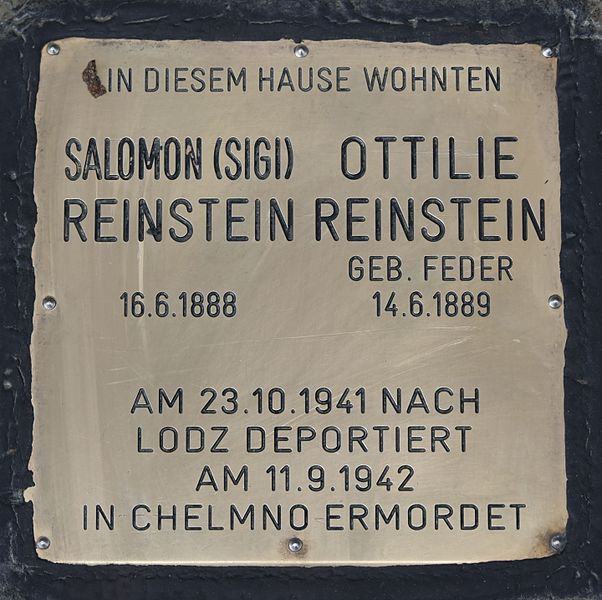 IN DIESEM HAUSE WOHNTEN
SALOMON (SIGI) OTTILIE
REINSTEIN REINSTEIN
GEB. FEDER
16.6.1888 14.6.1889
AM 23.10.1941 NACH
LODZ DEPORTIERT
AM 11.9.1942
IN CHELMNO ERMORDET